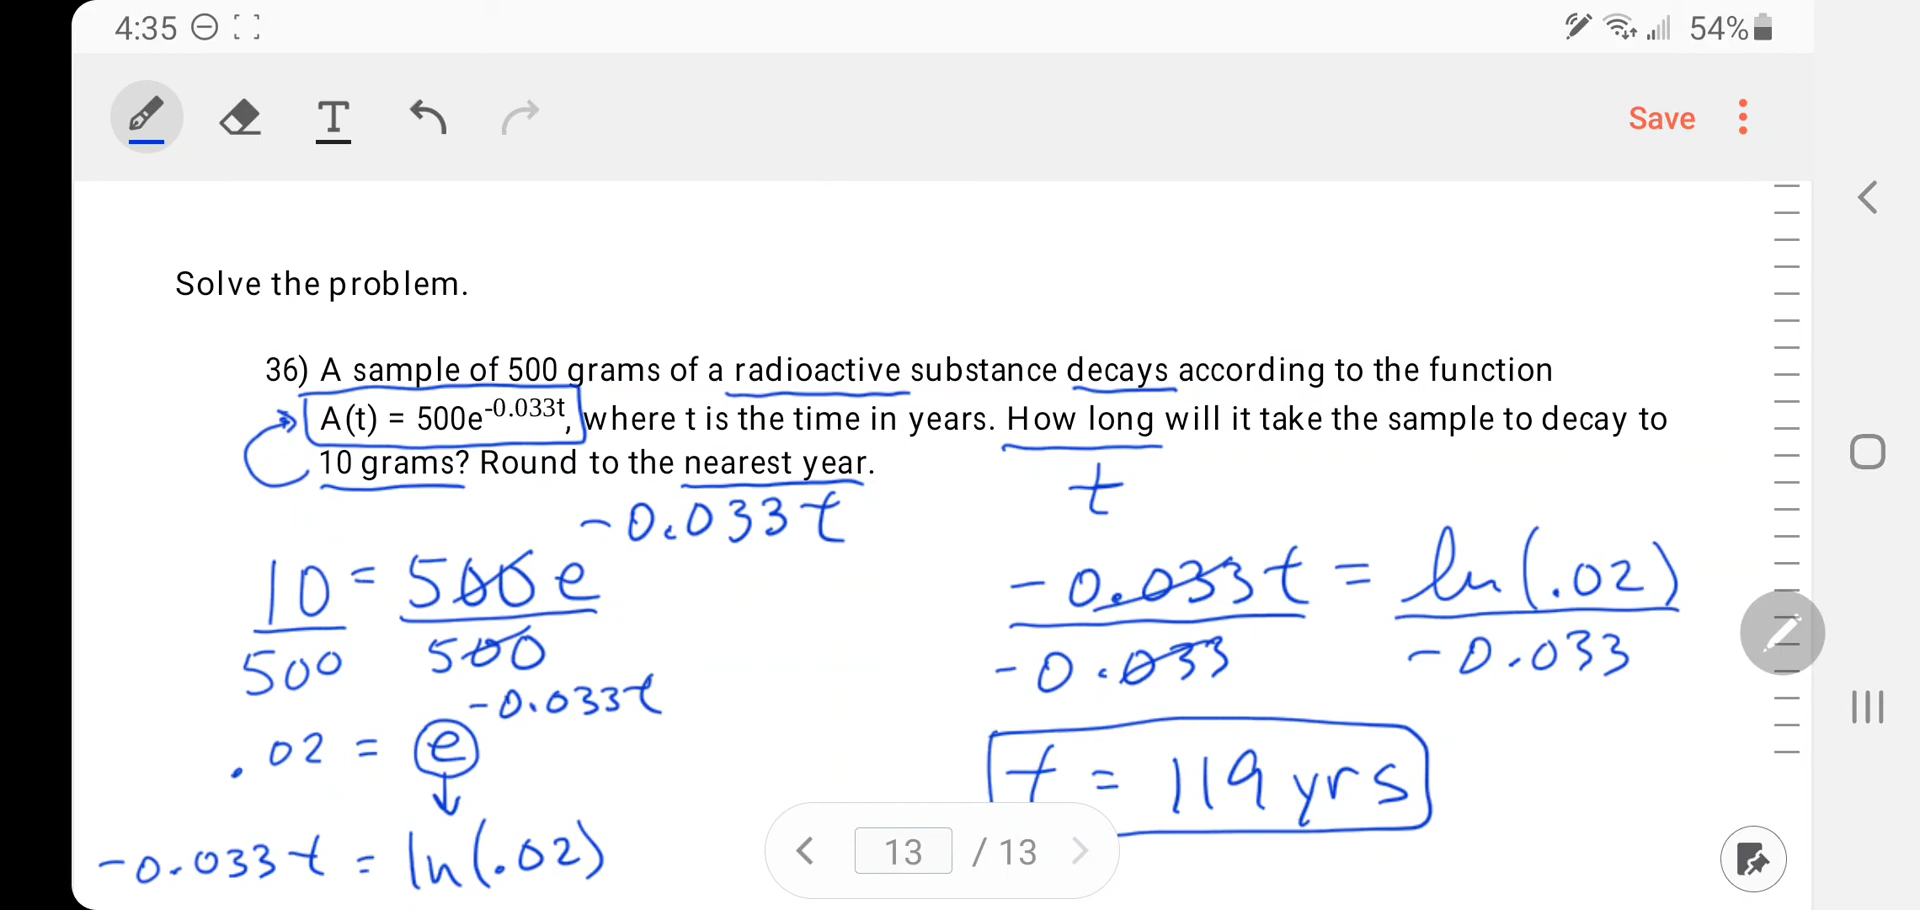 4:35 54%
T Save
Solve the problem.
36) A sample of 500 grams of a radioactive substance decays according to the function
A(t) = 500e^-0.033t, where t is the time in years. How long will it take the sample to decay to
10 grams? Round to the nearest year.
t
10 = 500e^-0.033t
500 500
-0.033t = ln(.02)
-0.033 -0.033
.02 = e^-0.033t
t = 119 yrs
-0.033t = ln(.02)
13 / 13